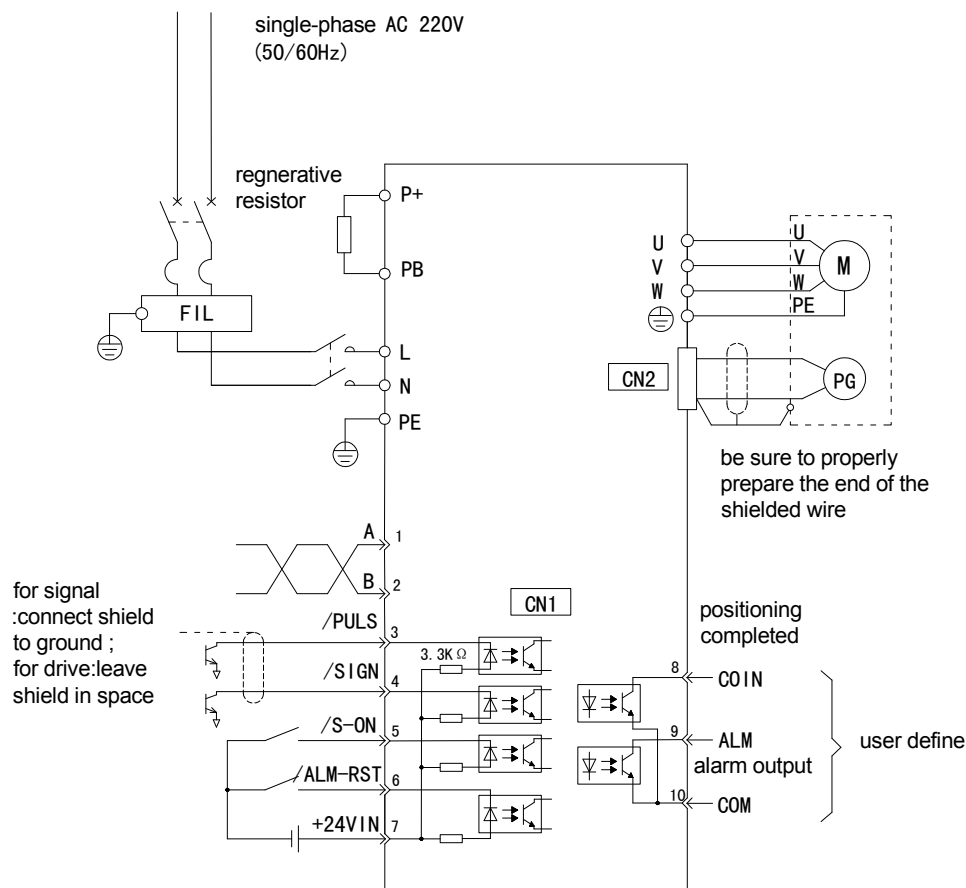 single-phase AC 220V
(50/60Hz)
regnerative
resistor
P+
PB
FIL
L
N
PE
U
V
W
U
V
W
PE
M
CN2
PG
be sure to properly
prepare the end of the
shielded wire
A 1
B 2
for signal
:connect shield
to ground ;
for drive:leave
shield in space
/PULS 3
/SIGN 4
/S-ON 5
/ALM-RST 6
+24VIN 7
3.3KΩ
CN1
positioning
completed
8 COIN
9 ALM
alarm output
10 COM
user define